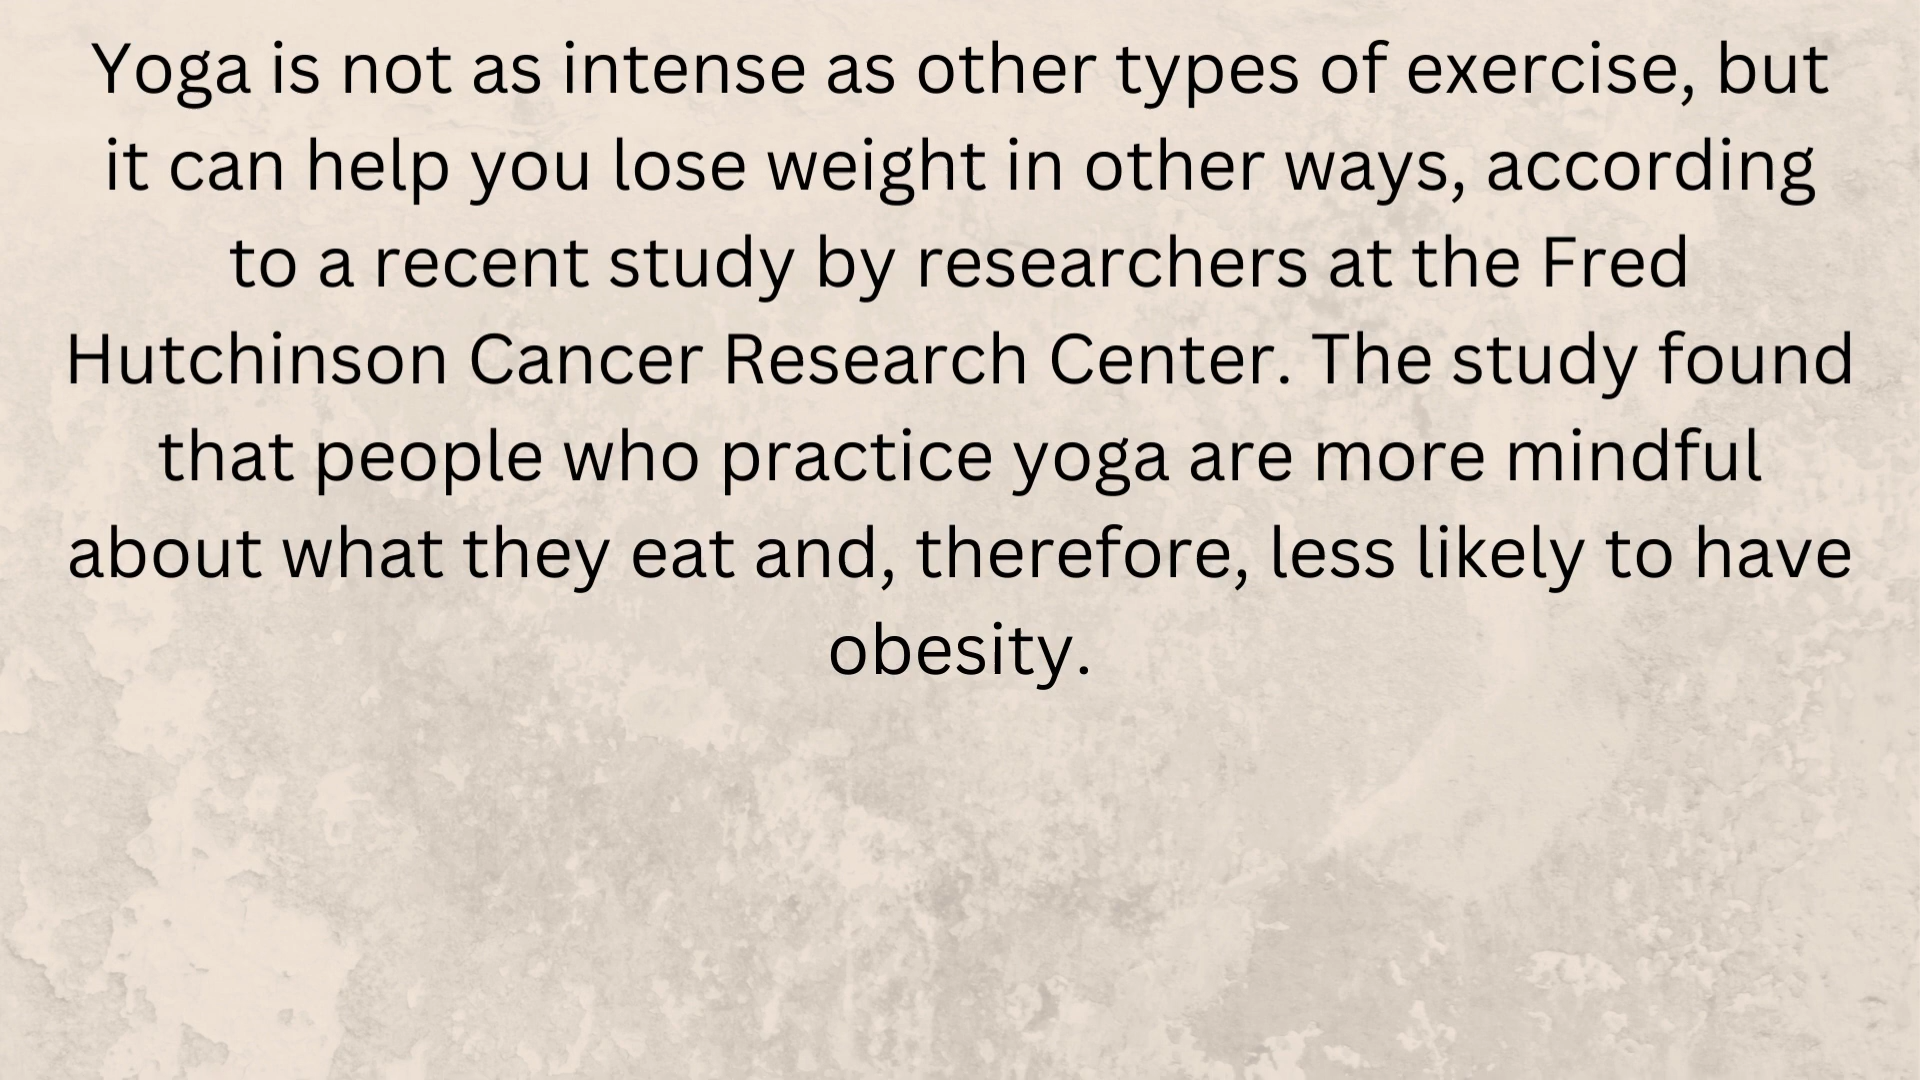 Yoga is not as intense as other types of exercise, but
it can help you lose weight in other ways, according
to a recent study by researchers at the Fred
Hutchinson Cancer Research Center. The study found
that people who practice yoga are more mindful
about what they eat and, therefore, less likely to have
obesity.